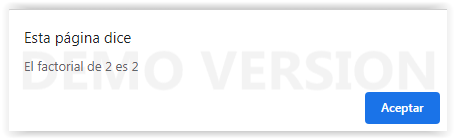 Esta página dice
El factorial de 2 es 2
DEMO VERSION
Aceptar